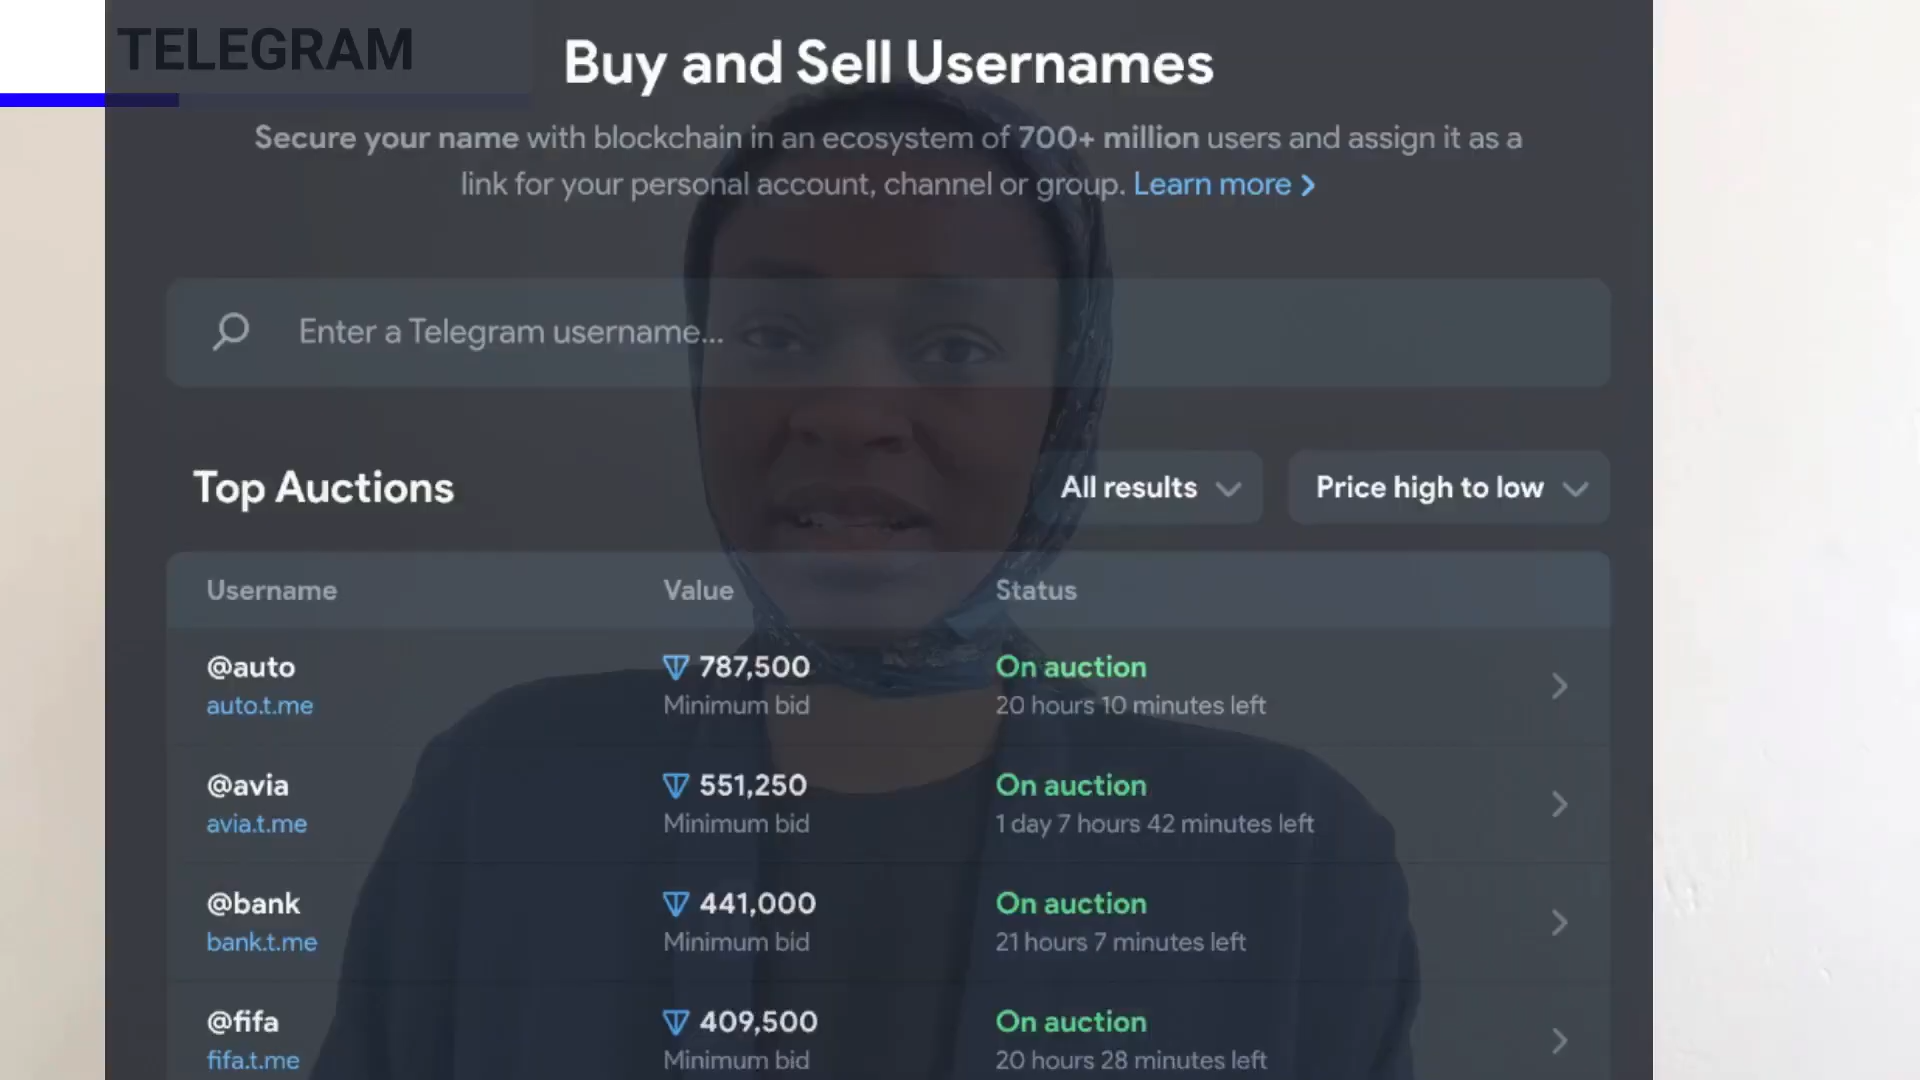 TELEGRAM
Buy and Sell Usernames
Secure your name with blockchain in an ecosystem of 700+ million users and assign it as a
link for your personal account, channel or group. Learn more
Enter a Telegram username...
Top Auctions
All results
Price high to low
Username Value Status
@auto 787,500 On auction
auto.t.me Minimum bid 20 hours 10 minutes left
@avia 551,250 On auction
avia.t.me Minimum bid 1 day 7 hours 42 minutes left
@bank 441,000 On auction
bank.t.me Minimum bid 21 hours 7 minutes left
@fifa 409,500 On auction
fifa.t.me Minimum bid 20 hours 28 minutes left